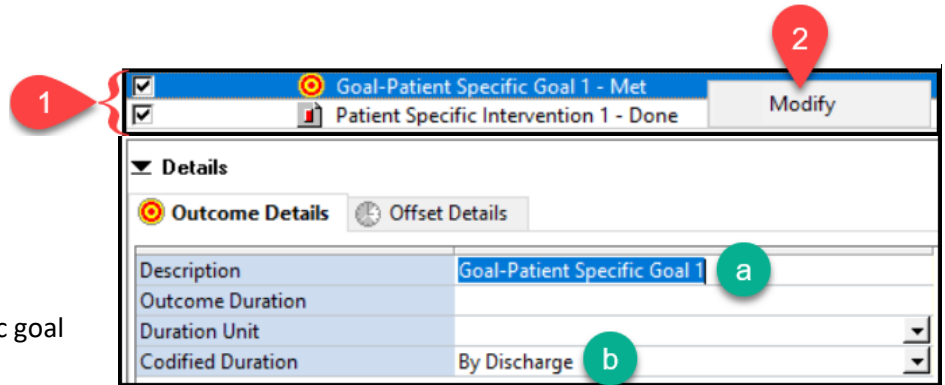 2
Goal-Patient Specific Goal 1 - Met
Modify
1
Patient Specific Intervention 1 - Done
Details
Outcome Details Offset Details
Description Goal-Patient Specific Goal 1 a
Outcome Duration
c goal
Duration Unit
Codified Duration By Discharge b